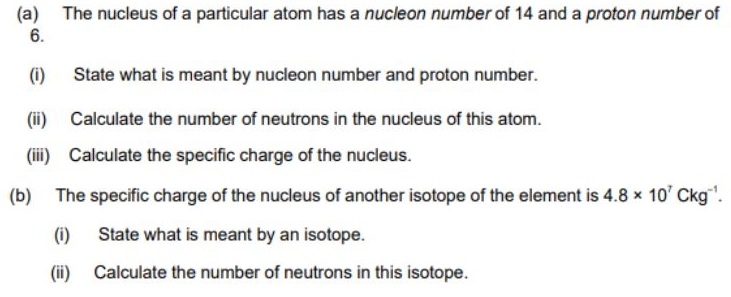 (a) The nucleus of a particular atom has a nucleon number of 14 and a proton number of
6.
(i) State what is meant by nucleon number and proton number.
(ii) Calculate the number of neutrons in the nucleus of this atom.
(iii) Calculate the specific charge of the nucleus.
(b) The specific charge of the nucleus of another isotope of the element is 4.8 × 10⁷ Ckg⁻¹.
(i) State what is meant by an isotope.
(ii) Calculate the number of neutrons in this isotope.